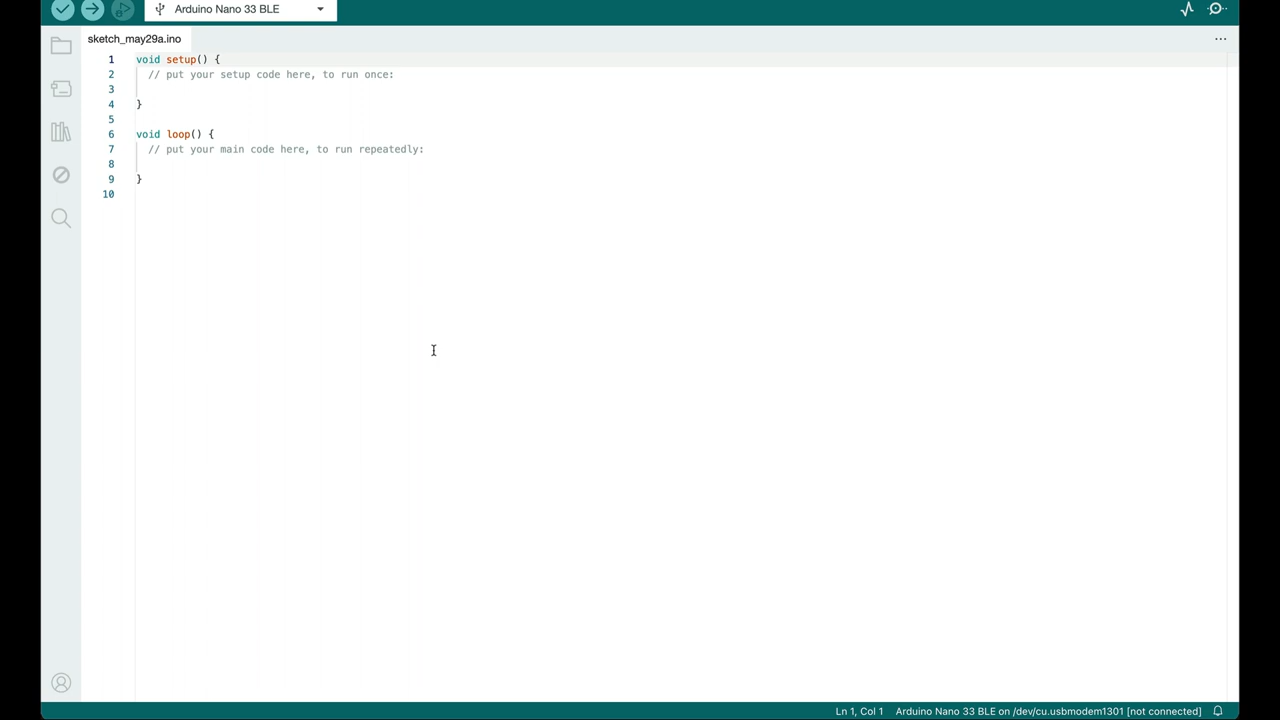 Arduino Nano 33 BLE
sketch_may29a.ino
...
1 void setup() {
2 // put your setup code here, to run once:
3
4 }
5
6 void loop() {
7 // put your main code here, to run repeatedly:
8
9 }
10
Ln 1, Col 1 Arduino Nano 33 BLE on /dev/cu.usbmodem1301 [not connected]